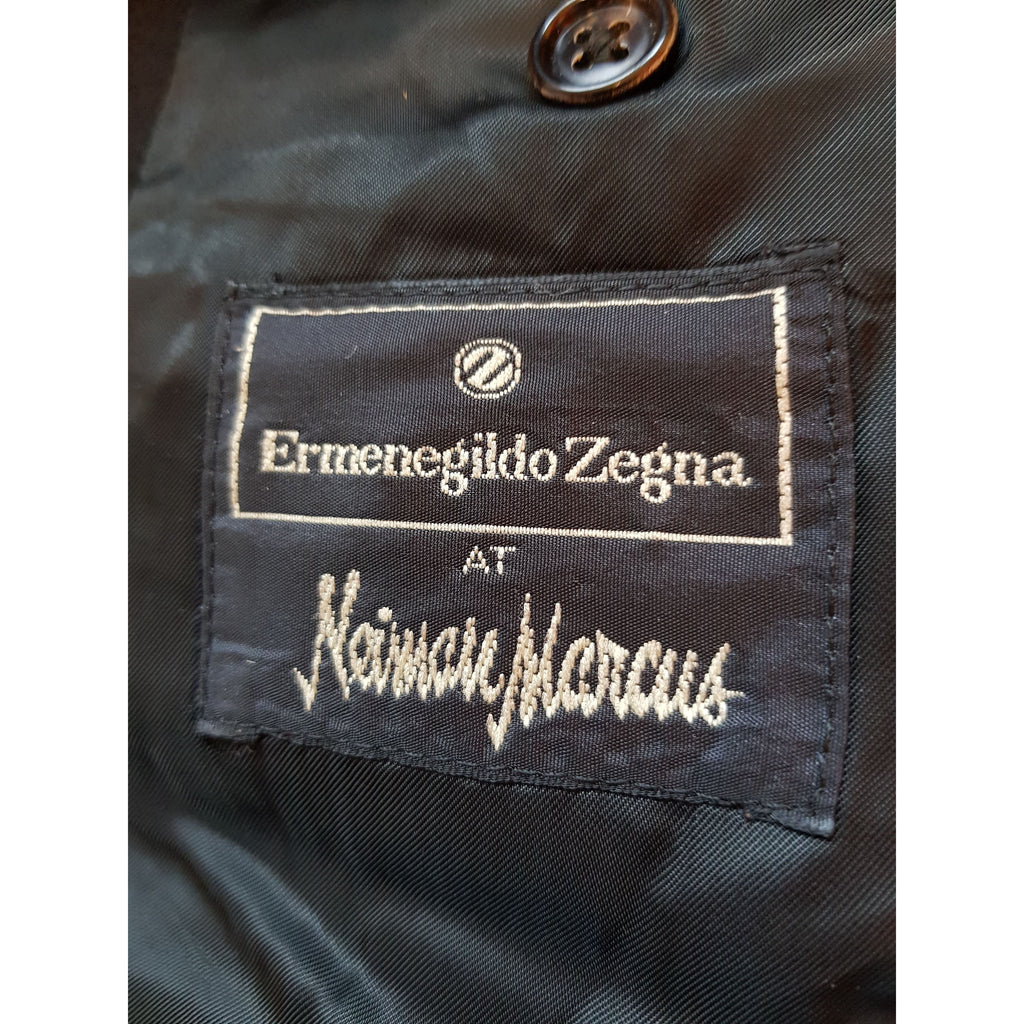 Ermenegildo Zegna
AT
Neiman Marcus